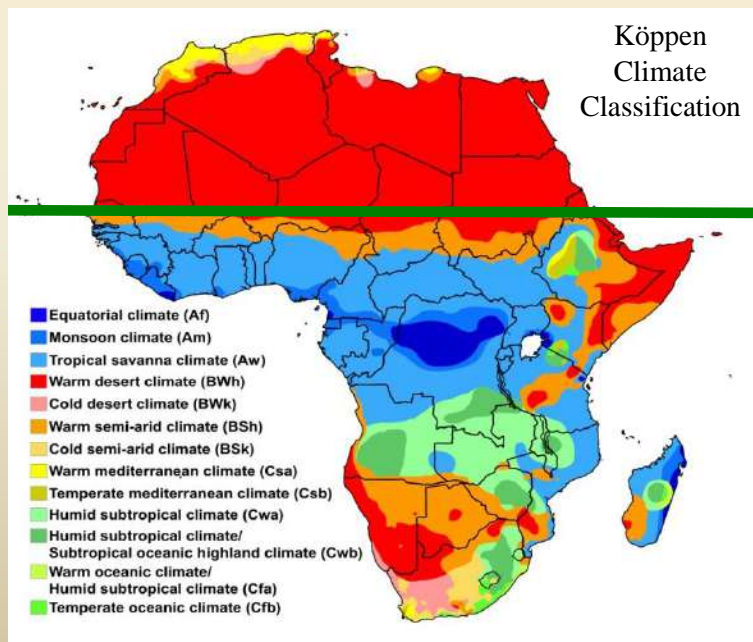 Köppen
Climate
Classification
Equatorial climate (Af)
Monsoon climate (Am)
Tropical savanna climate (Aw)
Warm desert climate (BWh)
Cold desert climate (BWk)
Warm semi-arid climate (BSh)
Cold semi-arid climate (BSk)
Warm mediterranean climate (Csa)
Temperate mediterranean climate (Csb)
Humid subtropical climate (Cwa)
Humid subtropical climate/
Subtropical oceanic highland climate (Cwb)
Warm oceanic climate/
Humid subtropical climate (Cfa)
Temperate oceanic climate (Cfb)